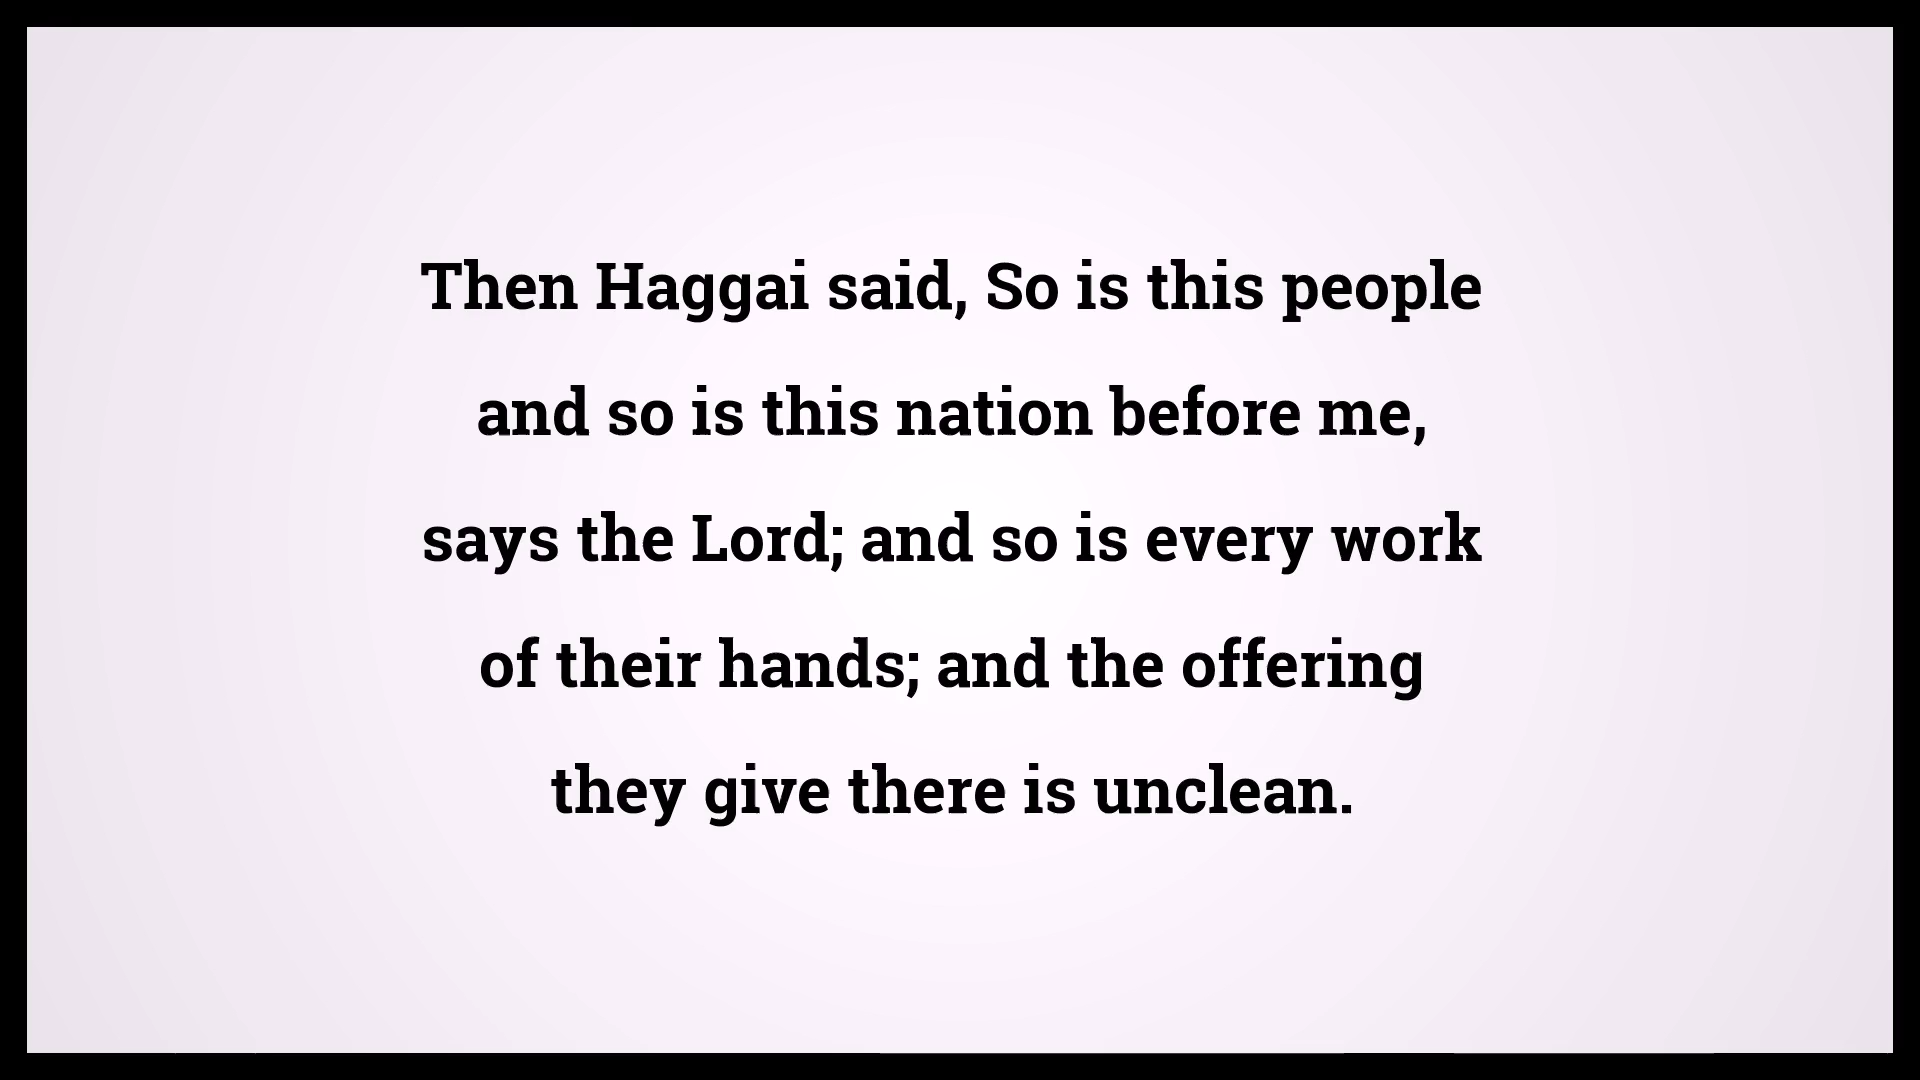 Then Haggai said, So is this people
and so is this nation before me,
says the Lord; and so is every work
of their hands; and the offering
they give there is unclean.